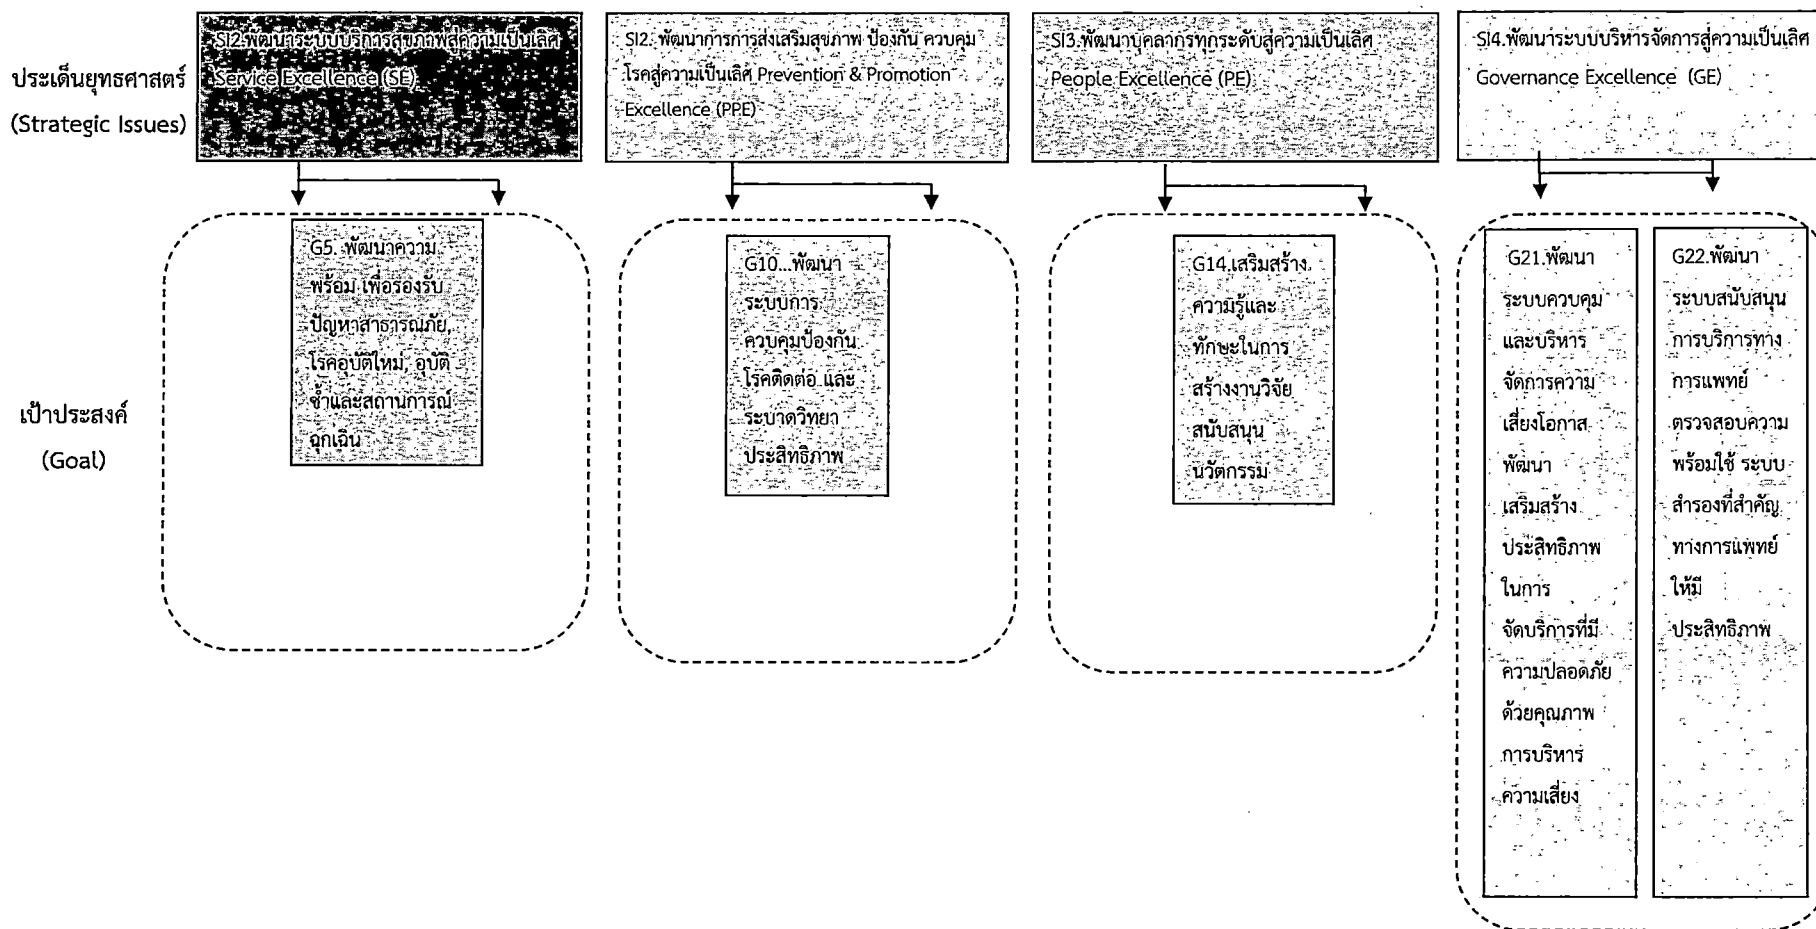 ประเด็นยุทธศาสตร์
(Strategic Issues)
SI2.พัฒนาระบบบริการสุขภาพสู่ความเป็นเลิศ
Service Excellence (SE)
SI2. พัฒนาการการส่งเสริมสุขภาพ ป้องกัน ควบคุม
โรคสู่ความเป็นเลิศ Prevention & Promotion
Excellence (PPE)
SI3.พัฒนาบุคลากรทุกระดับสู่ความเป็นเลิศ
People Excellence (PE)
SI4.พัฒนาระบบบริหารจัดการสู่ความเป็นเลิศ
Governance Excellence (GE)
เป้าประสงค์
(Goal)
G5. พัฒนาความ
พร้อม เพื่อรองรับ
ปัญหาสาธารณภัย,
โรคอุบัติใหม่, อุบัติ
ซ้ำและสถานการณ์
ฉุกเฉิน
G10...พัฒนา
ระบบการ
ควบคุมป้องกัน
โรคติดต่อ และ
ระบาดวิทยา
ประสิทธิภาพ
G14.เสริมสร้าง
ความรู้และ
ทักษะในการ
สร้างงานวิจัย
สนับสนุน
นวัตกรรม
G21.พัฒนา
ระบบควบคุม
และบริหาร
จัดการความ
เสี่ยงโอกาส
พัฒนา
เสริมสร้าง
ประสิทธิภาพ
ในการ
จัดบริการที่มี
ความปลอดภัย
ด้วยคุณภาพ
การบริหาร
ความเสี่ยง
G22.พัฒนา
ระบบสนับสนุน
การบริการทาง
การแพทย์
ตรวจสอบความ
พร้อมใช้ ระบบ
สำรองที่สำคัญ
ทางการแพทย์
ให้มี
ประสิทธิภาพ